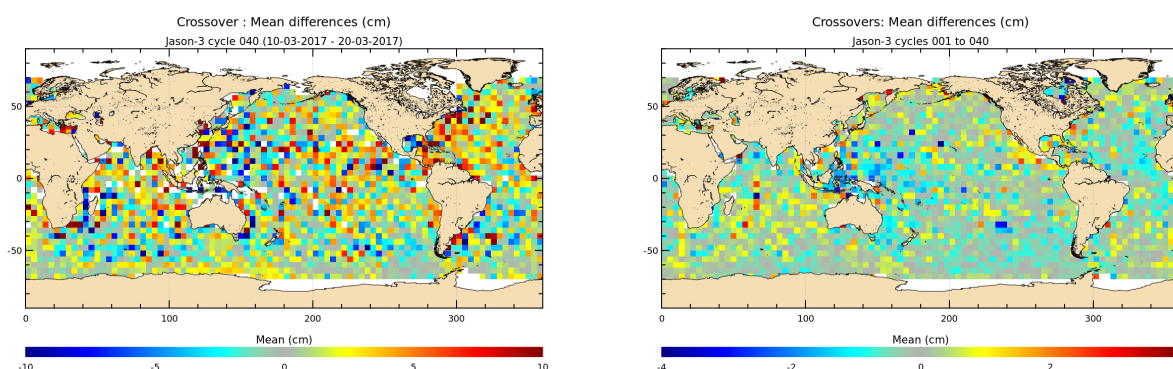 Crossover : Mean differences (cm)
Jason-3 cycle 040 (10-03-2017 - 20-03-2017)
50
0
-50
0 100 200 300
Mean (cm)
-10 -5 0 5 10
Crossovers: Mean differences (cm)
Jason-3 cycles 001 to 040
50
0
-50
0 100 200 300
Mean (cm)
-4 -2 0 2